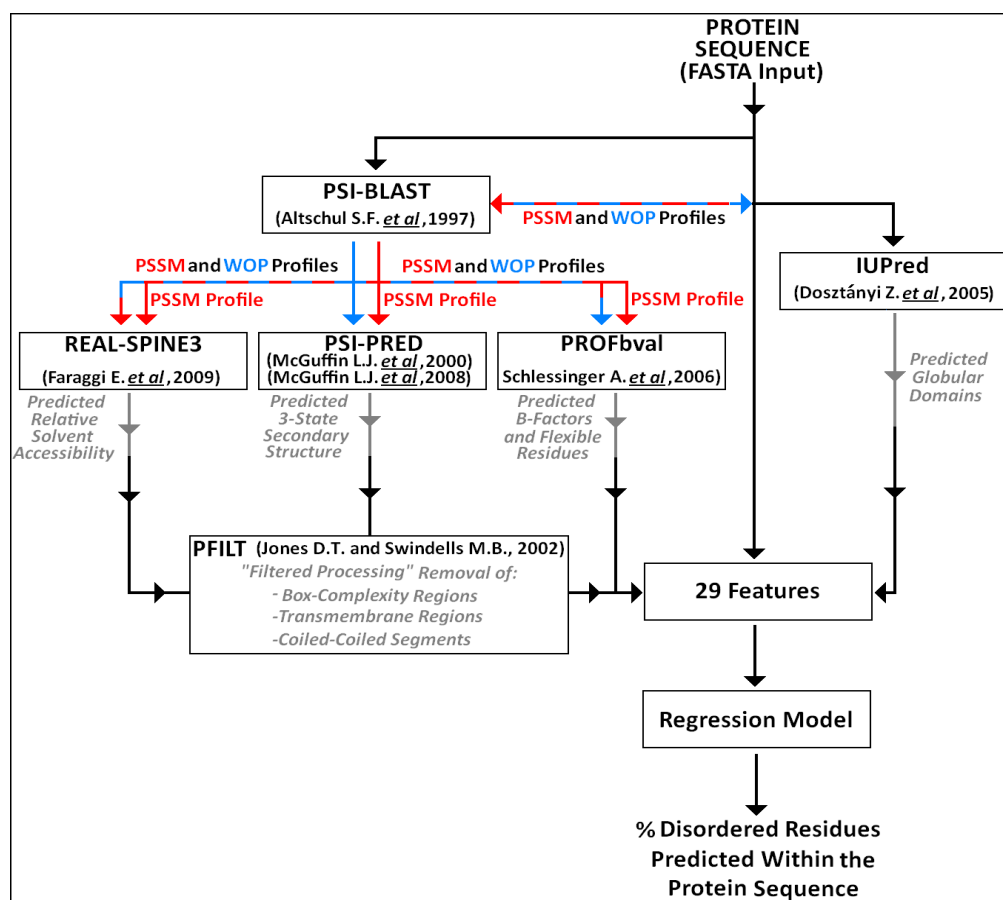 PROTEIN
SEQUENCE
(FASTA Input)
PSI-BLAST
(Altschul S.F. et al, 1997)
PSSM and WOP Profiles
IUPred
(Dosztányi Z. et al, 2005)
PSSM and WOP Profiles
PSSM and WOP Profiles
PSSM Profile
PSSM Profile
PSSM Profile
REAL-SPINE3
(Faraggi E. et al, 2009)
PSI-PRED
(McGuffin L.J. et al, 2000)
(McGuffin L.J. et al, 2008)
PROFbval
Schlessinger A. et al, 2006)
Predicted
Relative
Solvent
Accessibility
Predicted
3-State
Secondary
Structure
Predicted
B-Factors
and Flexible
Residues
Predicted
Globular
Domains
PFILT (Jones D.T. and Swindells M.B., 2002)
"Filtered Processing" Removal of:
- Box-Complexity Regions
-Transmembrane Regions
-Coiled-Coiled Segments
29 Features
Regression Model
% Disordered Residues
Predicted Within the
Protein Sequence